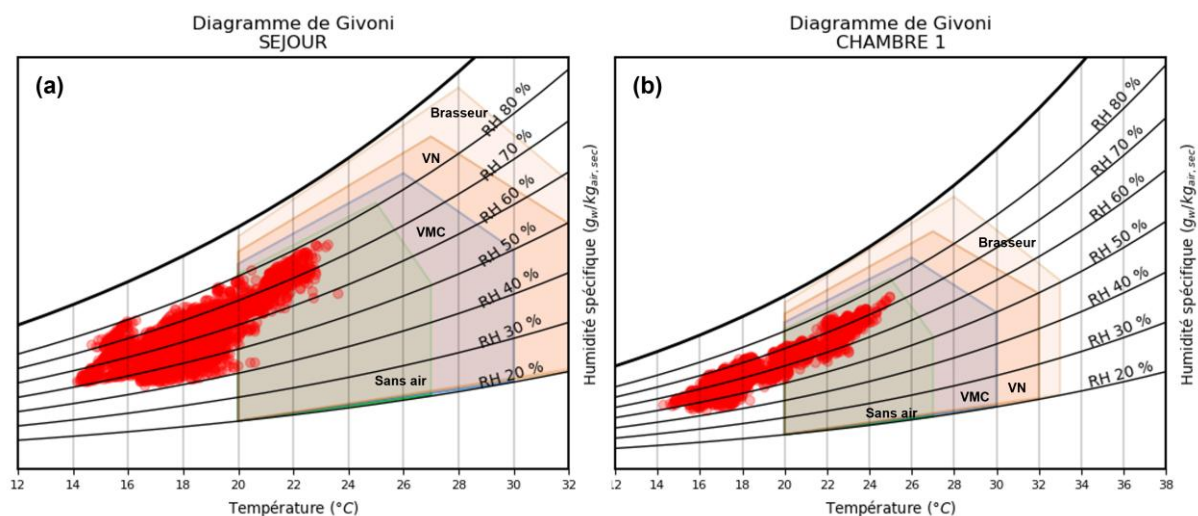 Diagramme de Givoni
SEJOUR
(a)
Brasseur
RH 80 %
VN
RH 70 %
RH 60 %
VMC
RH 50 %
RH 40 %
RH 30 %
Sans air
RH 20 %
12 14 16 18 20 22 24 26 28 30 32
Température (°C)
Humidité spécifique (g_w/kg_air,sec)
Diagramme de Givoni
CHAMBRE 1
(b)
RH 80 %
RH 70 %
RH 60 %
Brasseur
RH 50 %
RH 40 %
RH 30 %
RH 20 %
VN
VMC
Sans air
12 14 16 18 20 22 24 26 28 30 32 34 36 38
Température (°C)
Humidité spécifique (g_w/kg_air,sec)